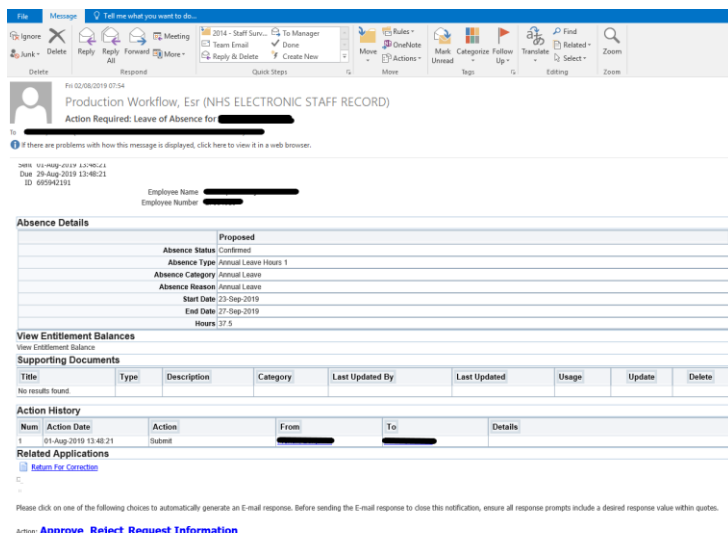 File Message Tell me what you want to do...
Ignore
Junk
Delete
Reply
Reply All
Forward
Meeting
More
2014 - Staff Surv...
Team Email
Reply & Delete
To Manager
Done
Create New
Move
Rules
OneNote
Actions
Mark Unread
Categorize
Follow Up
Translate
Find
Related
Select
Zoom
Delete Respond Quick Steps Move Tags Editing Zoom
Fri 02/08/2019 07:54
Production Workflow, Esr (NHS ELECTRONIC STAFF RECORD)
Action Required: Leave of Absence for
To
If there are problems with how this message is displayed, click here to view it in a web browser.
Sent 01-Aug-2019 13:48:21
Due 29-Aug-2019 13:48:21
ID 695942191
Employee Name
Employee Number
Absence Details
Proposed
Absence Status Confirmed
Absence Type Annual Leave Hours 1
Absence Category Annual Leave
Absence Reason Annual Leave
Start Date 23-Sep-2019
End Date 27-Sep-2019
Hours 37.5
View Entitlement Balances
View Entitlement Balance
Supporting Documents
Title Type Description Category Last Updated By Last Updated Usage Update Delete
No results found.
Action History
Num Action Date Action From To Details
1 01-Aug-2019 13:48:21 Submit
Related Applications
Return For Correction
Please click on one of the following choices to automatically generate an E-mail response. Before sending the E-mail response to close this notification, ensure all response prompts include a desired response value within quotes.
Action: Approve Reject Request Information